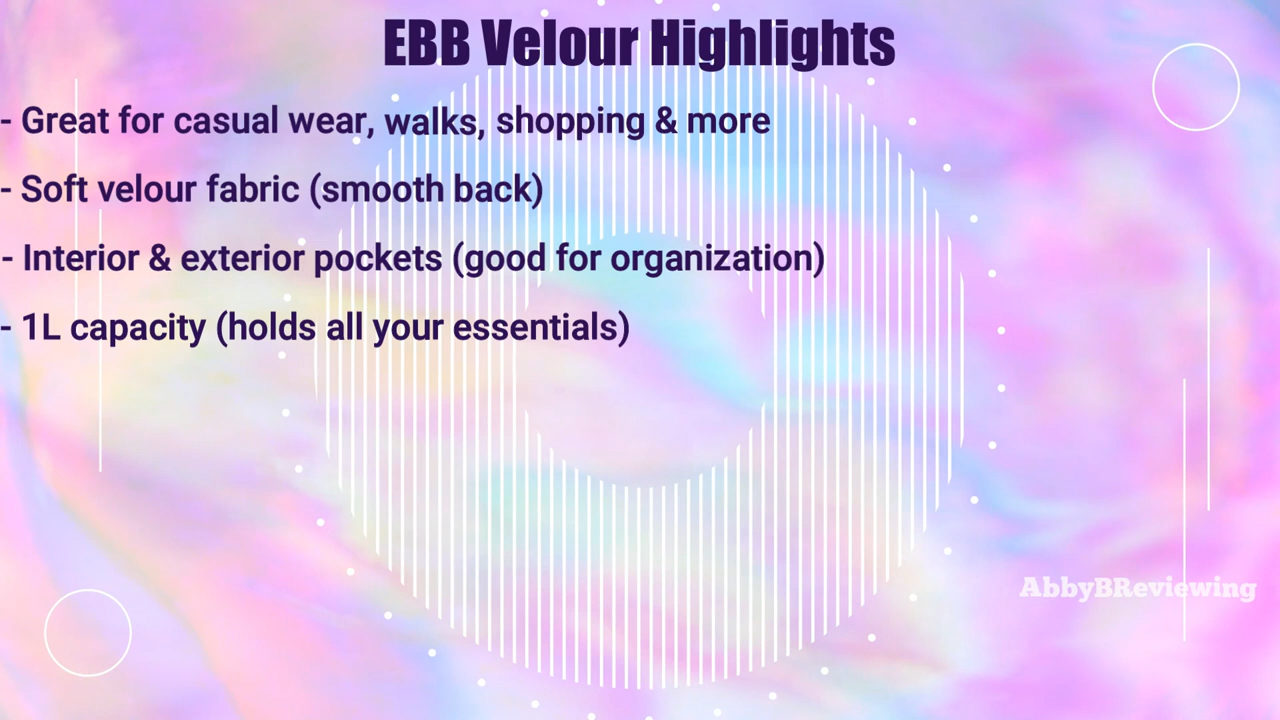 EBB Velour Highlights
- Great for casual wear, walks, shopping & more
- Soft velour fabric (smooth back)
- Interior & exterior pockets (good for organization)
- 1L capacity (holds all your essentials)
AbbyBReviewing